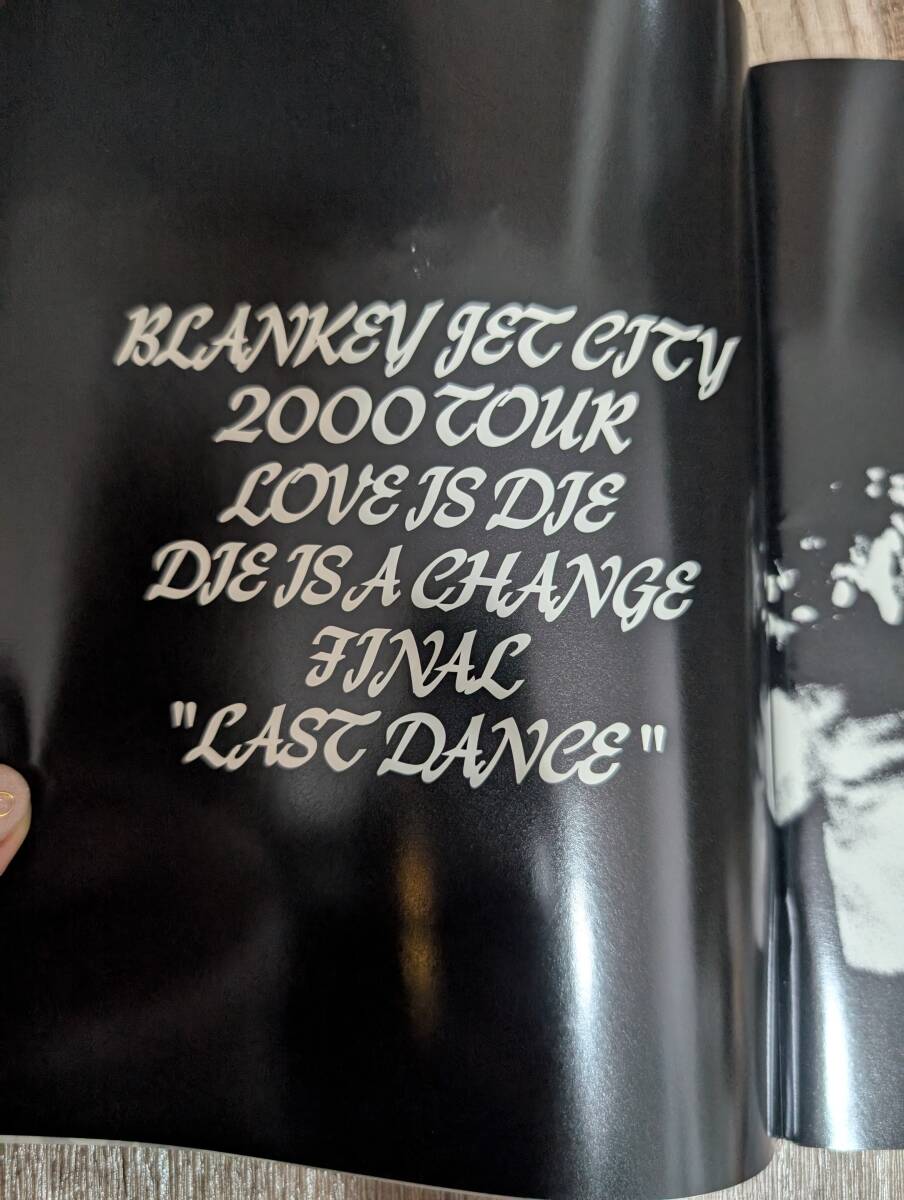 BLANKEY JET CITY
2000 TOUR
LOVE IS DIE
DIE IS A CHANGE
FINAL
"LAST DANCE"